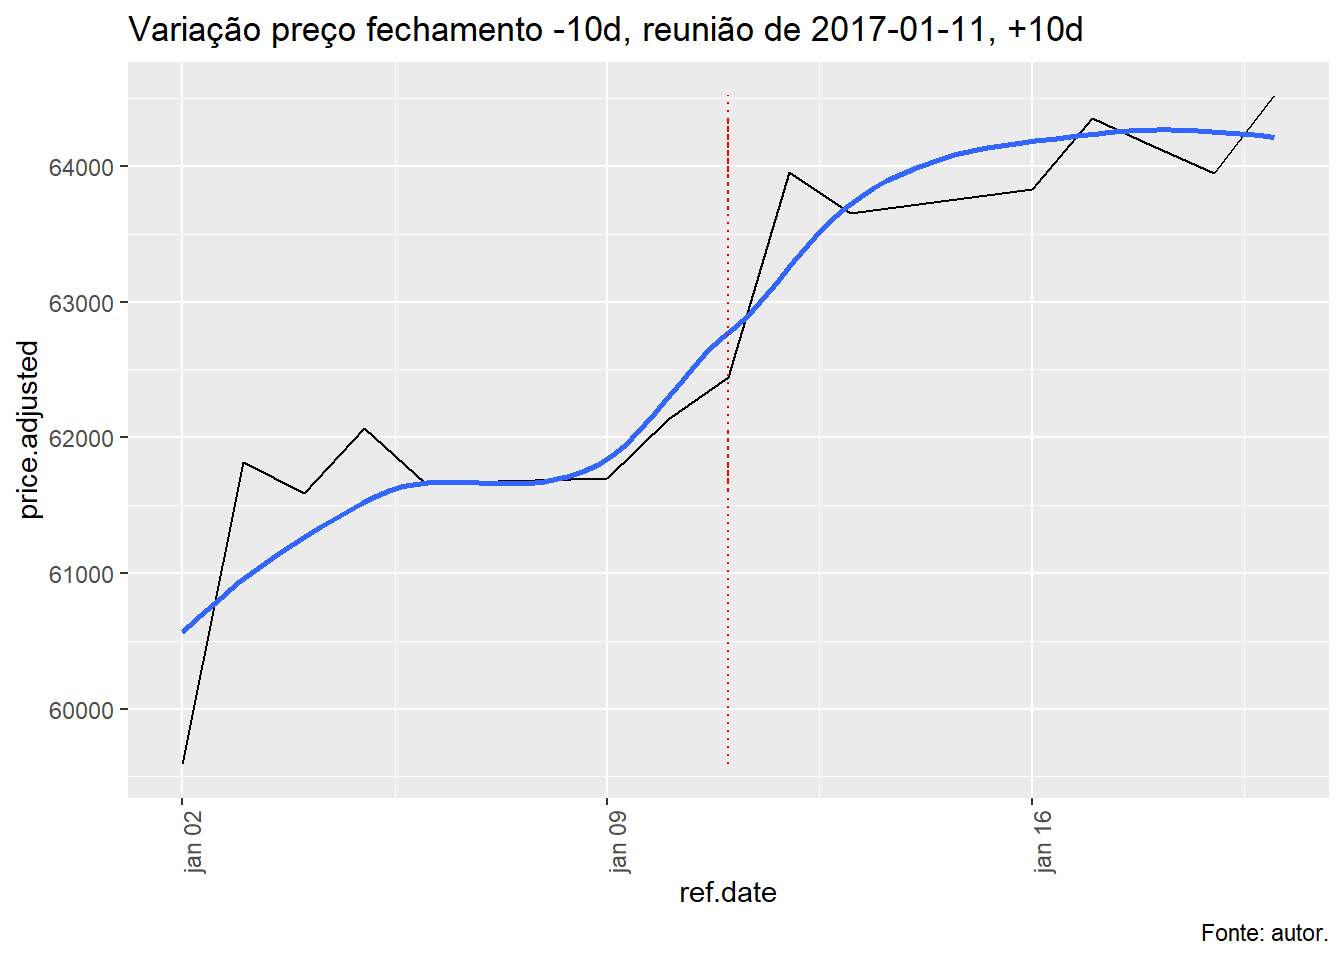 Variação preço fechamento -10d, reunião de 2017-01-11, +10d
price.adjusted
64000
63000
62000
61000
60000
jan 02
jan 09
jan 16
ref.date
Fonte: autor.